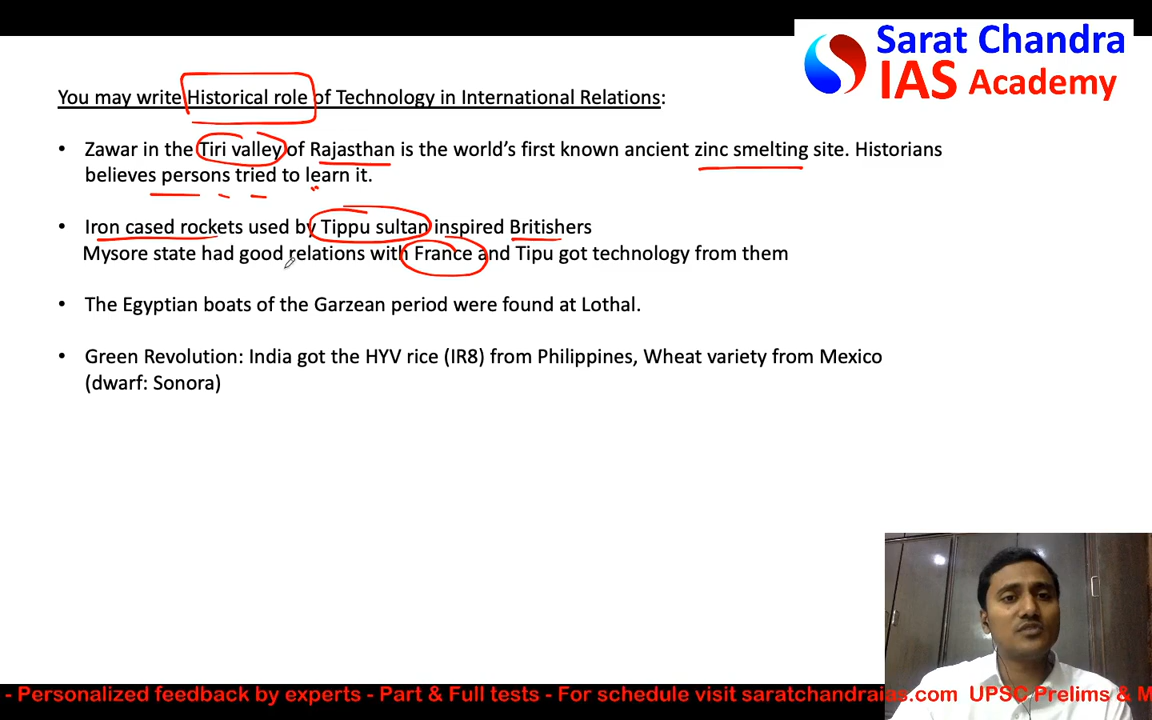 Sarat Chandra
IAS Academy
You may write Historical role of Technology in International Relations:
• Zawar in the Tiri valley of Rajasthan is the world’s first known ancient zinc smelting site. Historians
believes persons tried to learn it.
• Iron cased rockets used by Tippu sultan inspired Britishers
Mysore state had good relations with France and Tipu got technology from them
• The Egyptian boats of the Garzean period were found at Lothal.
• Green Revolution: India got the HYV rice (IR8) from Philippines, Wheat variety from Mexico
(dwarf: Sonora)
- Personalized feedback by experts - Part & Full tests - For schedule visit saratchandraias.com UPSC Prelims & M